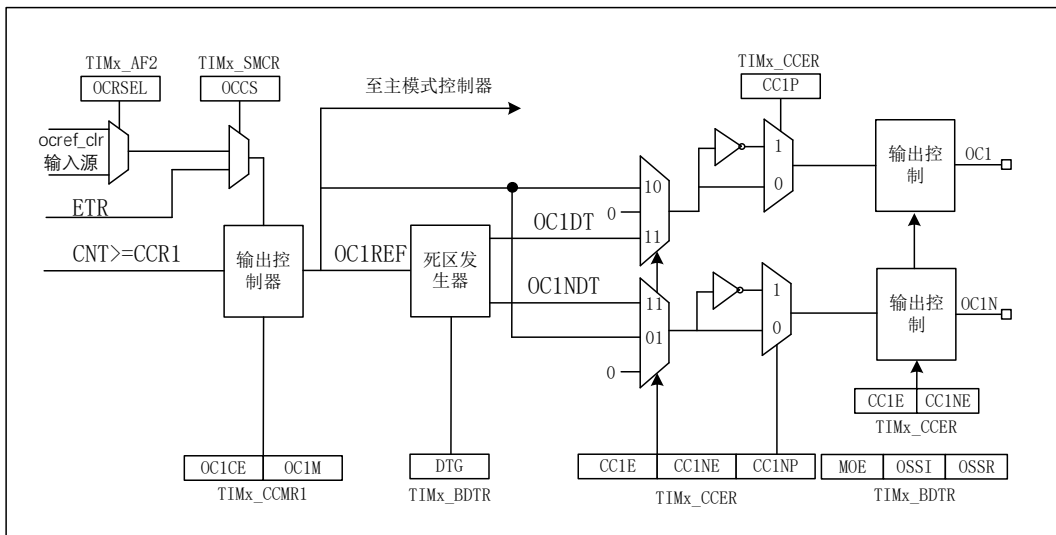 TIMx_AF2
OCRSEL
TIMx_SMCR
OCCS
至主模式控制器
TIMx_CCER
CC1P
ocref_clr
输入源
ETR
CNT>=CCR1
输出控
制器
OC1REF
死区发
生器
OC1DT
OC1NDT
10
0
11
11
01
0
1
0
1
0
输出控
制
OC1
输出控
制
OC1N
CC1E CC1NE
TIMx_CCER
OC1CE OC1M
TIMx_CCMR1
DTG
TIMx_BDTR
CC1E CC1NE CC1NP
TIMx_CCER
MOE OSSI OSSR
TIMx_BDTR